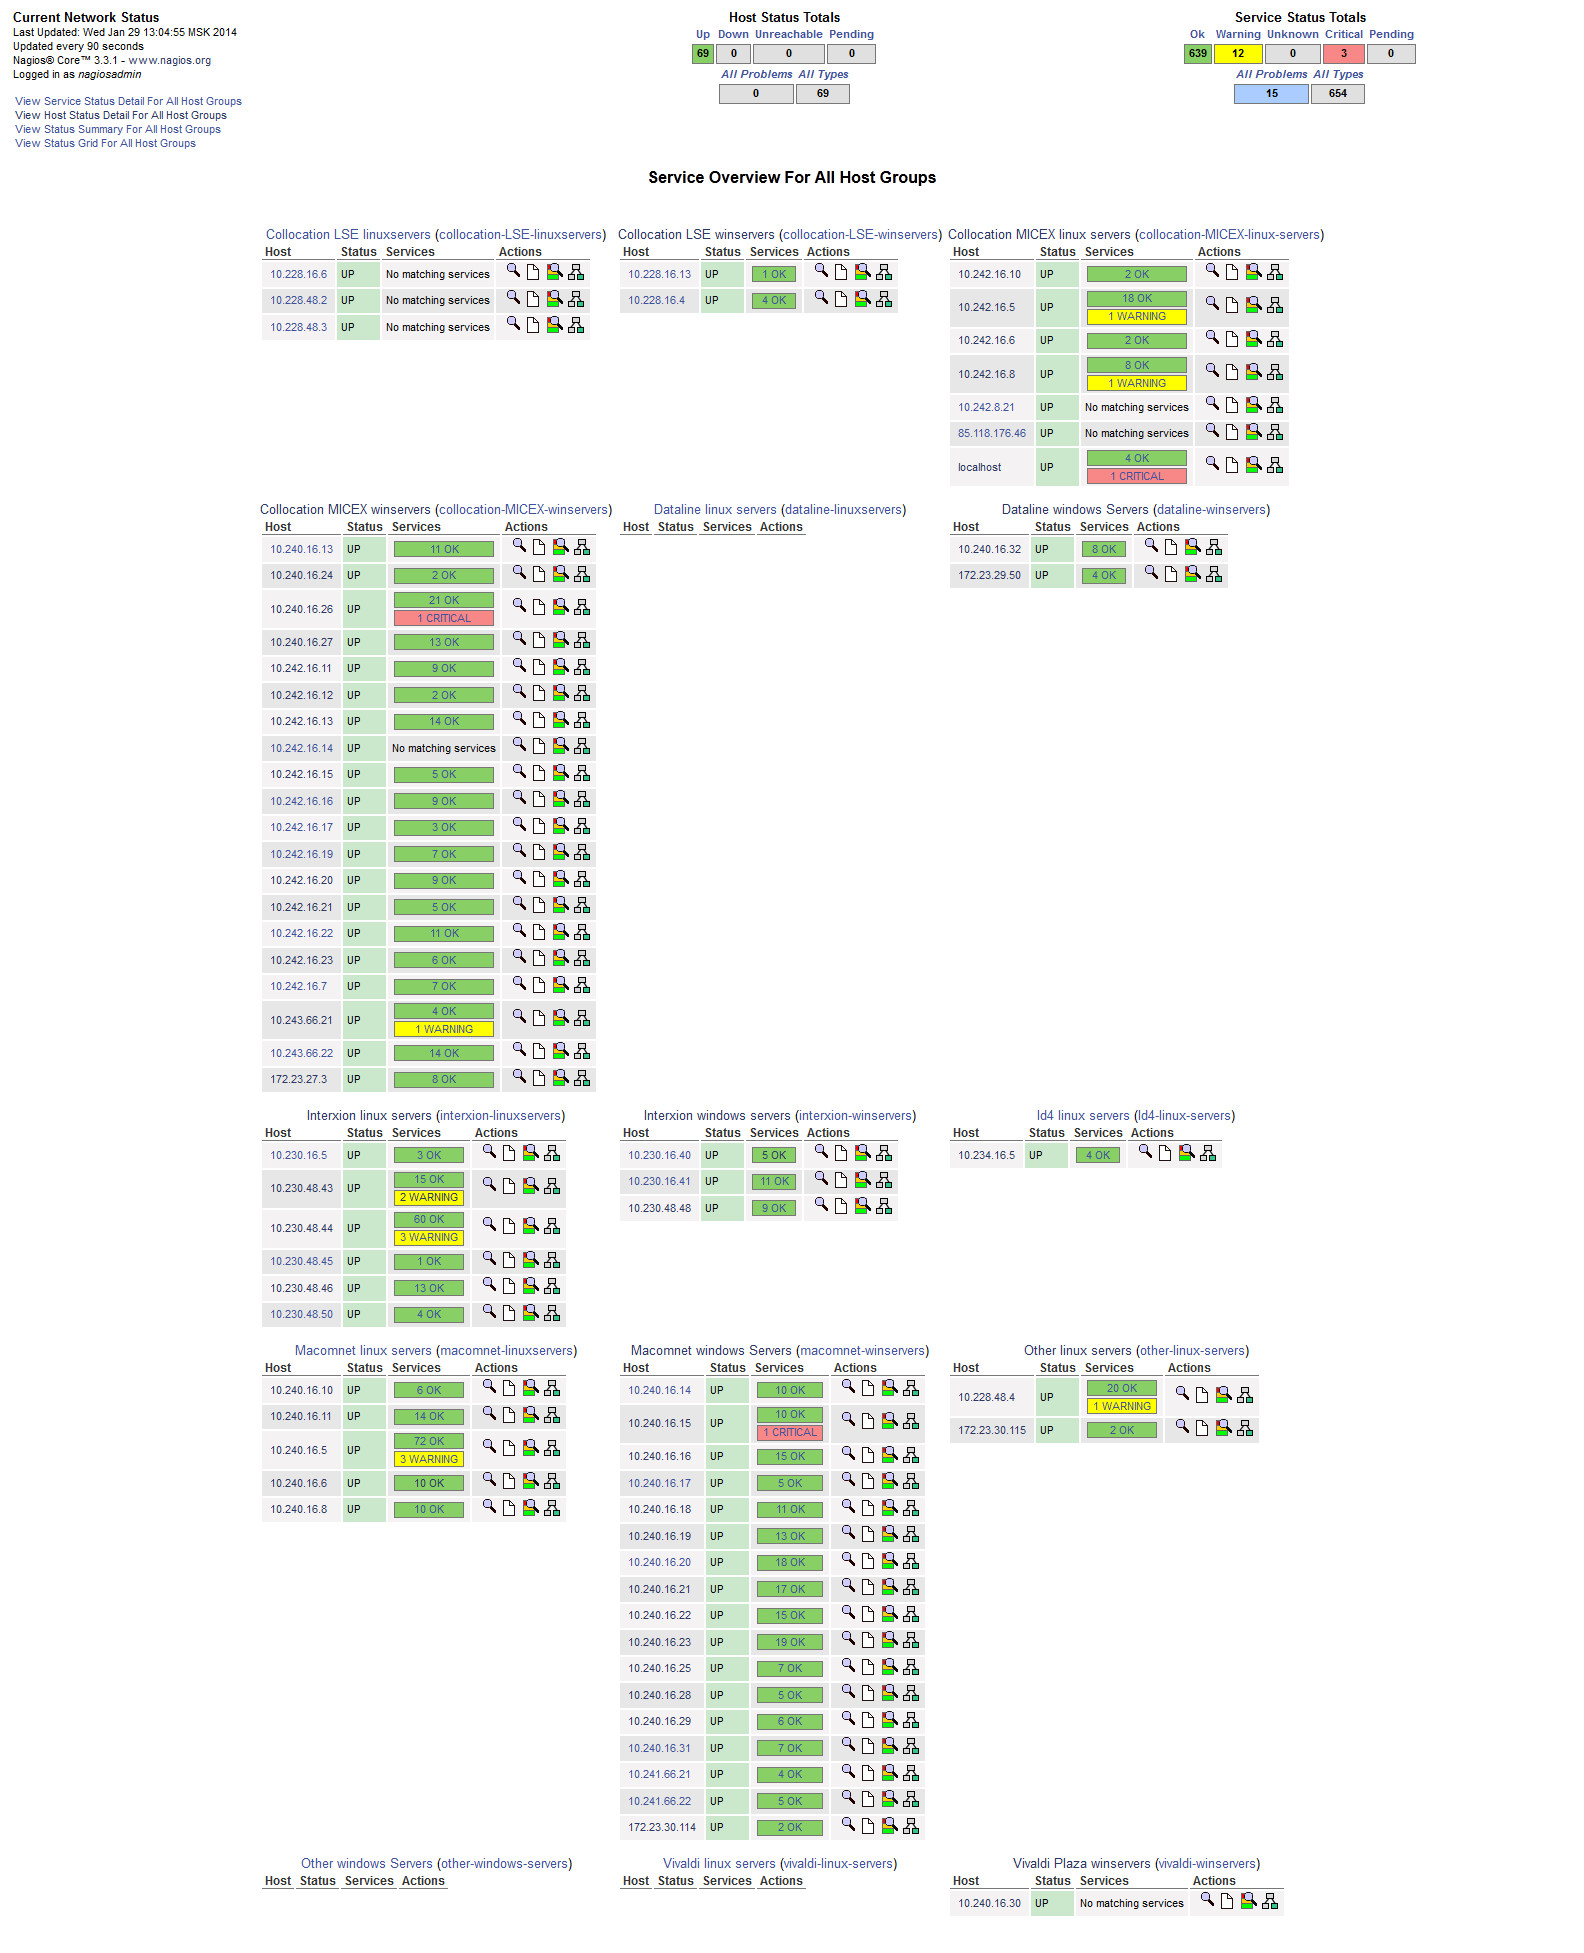 Current Network Status
Last Updated: Wed Jan 29 13:04:55 MSK 2014
Updated every 90 seconds
Nagios® Core™ 3.3.1 - www.nagios.org
Logged in as nagiosadmin
View Service Status Detail For All Host Groups
View Host Status Detail For All Host Groups
View Status Summary For All Host Groups
View Status Grid For All Host Groups
Host Status Totals
Up Down Unreachable Pending
69 0 0 0
All Problems All Types
0 69
Service Status Totals
Ok Warning Unknown Critical Pending
639 12 0 3 0
All Problems All Types
15 654
Service Overview For All Host Groups
Collocation LSE linuxservers (collocation-LSE-linuxservers)
Host Status Services Actions
10.228.16.6 UP No matching services
10.228.48.2 UP No matching services
10.228.48.3 UP No matching services
Collocation LSE winservers (collocation-LSE-winservers)
Host Status Services Actions
10.228.16.13 UP 1 OK
10.228.16.4 UP 4 OK
Collocation MICEX linux servers (collocation-MICEX-linux-servers)
Host Status Services Actions
10.242.16.10 UP 2 OK
10.242.16.5 UP 18 OK
1 WARNING
10.242.16.6 UP 2 OK
10.242.16.8 UP 8 OK
1 WARNING
10.242.8.21 UP No matching services
85.118.176.46 UP No matching services
localhost UP 4 OK
1 CRITICAL
Collocation MICEX winservers (collocation-MICEX-winservers)
Host Status Services Actions
10.240.16.13 UP 11 OK
10.240.16.24 UP 2 OK
10.240.16.26 UP 21 OK
1 CRITICAL
10.240.16.27 UP 13 OK
10.242.16.11 UP 9 OK
10.242.16.12 UP 2 OK
10.242.16.13 UP 14 OK
10.242.16.14 UP No matching services
10.242.16.15 UP 5 OK
10.242.16.16 UP 9 OK
10.242.16.17 UP 3 OK
10.242.16.19 UP 7 OK
10.242.16.20 UP 9 OK
10.242.16.21 UP 5 OK
10.242.16.22 UP 11 OK
10.242.16.23 UP 6 OK
10.242.16.7 UP 7 OK
10.243.66.21 UP 4 OK
1 WARNING
10.243.66.22 UP 14 OK
172.23.27.3 UP 8 OK
Dataline linux servers (dataline-linuxservers)
Host Status Services Actions
Dataline windows Servers (dataline-winservers)
Host Status Services Actions
10.240.16.32 UP 8 OK
172.23.29.50 UP 4 OK
Interxion linux servers (interxion-linuxservers)
Host Status Services Actions
10.230.16.5 UP 3 OK
10.230.48.43 UP 15 OK
2 WARNING
10.230.48.44 UP 60 OK
3 WARNING
10.230.48.45 UP 1 OK
10.230.48.46 UP 13 OK
10.230.48.50 UP 4 OK
Interxion windows servers (interxion-winservers)
Host Status Services Actions
10.230.16.40 UP 5 OK
10.230.16.41 UP 11 OK
10.230.48.48 UP 9 OK
ld4 linux servers (ld4-linux-servers)
Host Status Services Actions
10.234.16.5 UP 4 OK
Macomnet linux servers (macomnet-linuxservers)
Host Status Services Actions
10.240.16.10 UP 6 OK
10.240.16.11 UP 14 OK
10.240.16.5 UP 72 OK
3 WARNING
10.240.16.6 UP 10 OK
10.240.16.8 UP 10 OK
Macomnet windows Servers (macomnet-winservers)
Host Status Services Actions
10.240.16.14 UP 10 OK
10.240.16.15 UP 10 OK
1 CRITICAL
10.240.16.16 UP 15 OK
10.240.16.17 UP 5 OK
10.240.16.18 UP 11 OK
10.240.16.19 UP 13 OK
10.240.16.20 UP 18 OK
10.240.16.21 UP 17 OK
10.240.16.22 UP 15 OK
10.240.16.23 UP 19 OK
10.240.16.25 UP 7 OK
10.240.16.28 UP 5 OK
10.240.16.29 UP 6 OK
10.240.16.31 UP 7 OK
10.241.66.21 UP 4 OK
10.241.66.22 UP 5 OK
172.23.30.114 UP 2 OK
Other linux servers (other-linux-servers)
Host Status Services Actions
10.228.48.4 UP 20 OK
1 WARNING
172.23.30.115 UP 2 OK
Other windows Servers (other-windows-servers)
Host Status Services Actions
Vivaldi linux servers (vivaldi-linux-servers)
Host Status Services Actions
Vivaldi Plaza winservers (vivaldi-winservers)
Host Status Services Actions
10.240.16.30 UP No matching services